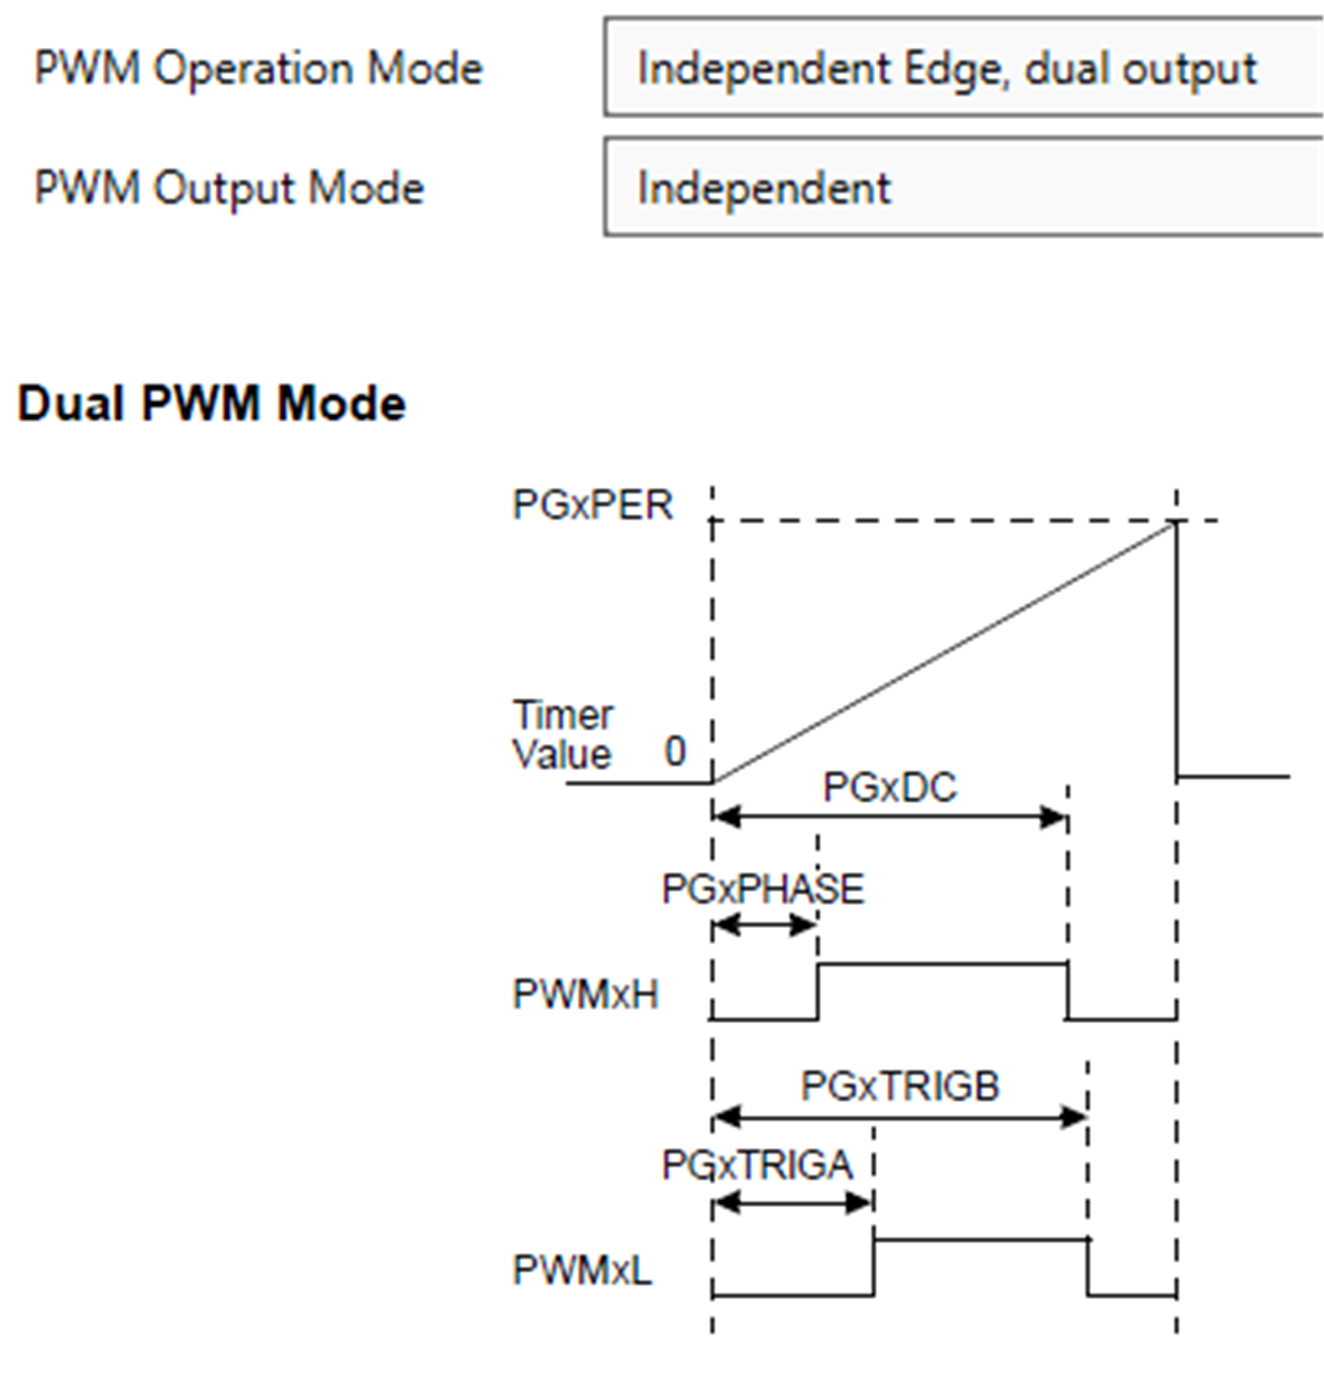 PWM Operation Mode
Independent Edge, dual output
PWM Output Mode
Independent
Dual PWM Mode
PGxPER
Timer
Value 0
PGxDC
PGxPHASE
PWMxH
PGxTRIGB
PGxTRIGA
PWMxL